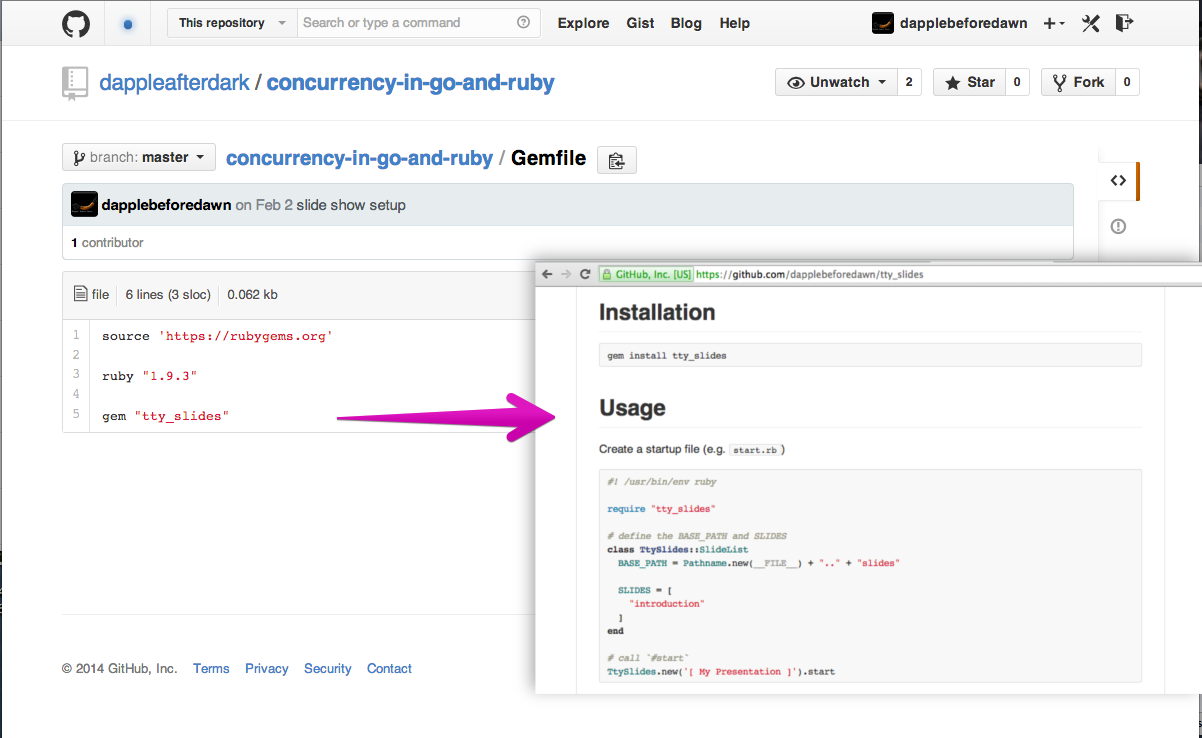 This repository Search or type a command Explore Gist Blog Help dapplebeforedawn
dappleafterdark / concurrency-in-go-and-ruby Unwatch 2 Star 0 Fork 0
branch: master concurrency-in-go-and-ruby / Gemfile
dapplebeforedawn on Feb 2 slide show setup
1 contributor
file 6 lines (3 sloc) 0.062 kb
1 source 'https://rubygems.org'
2
3 ruby "1.9.3"
4
5 gem "tty_slides"
© 2014 GitHub, Inc. Terms Privacy Security Contact
GitHub, Inc. [US] https://github.com/dapplebeforedawn/tty_slides
Installation
gem install tty_slides
Usage
Create a startup file (e.g. start.rb )
#! /usr/bin/env ruby
require "tty_slides"
# define the BASE_PATH and SLIDES
class TtySlides::SlideList
BASE_PATH = Pathname.new(__FILE__) + ".." + "slides"
SLIDES = [
"introduction"
]
end
# call `#start`
TtySlides.new('[ My Presentation ]').start